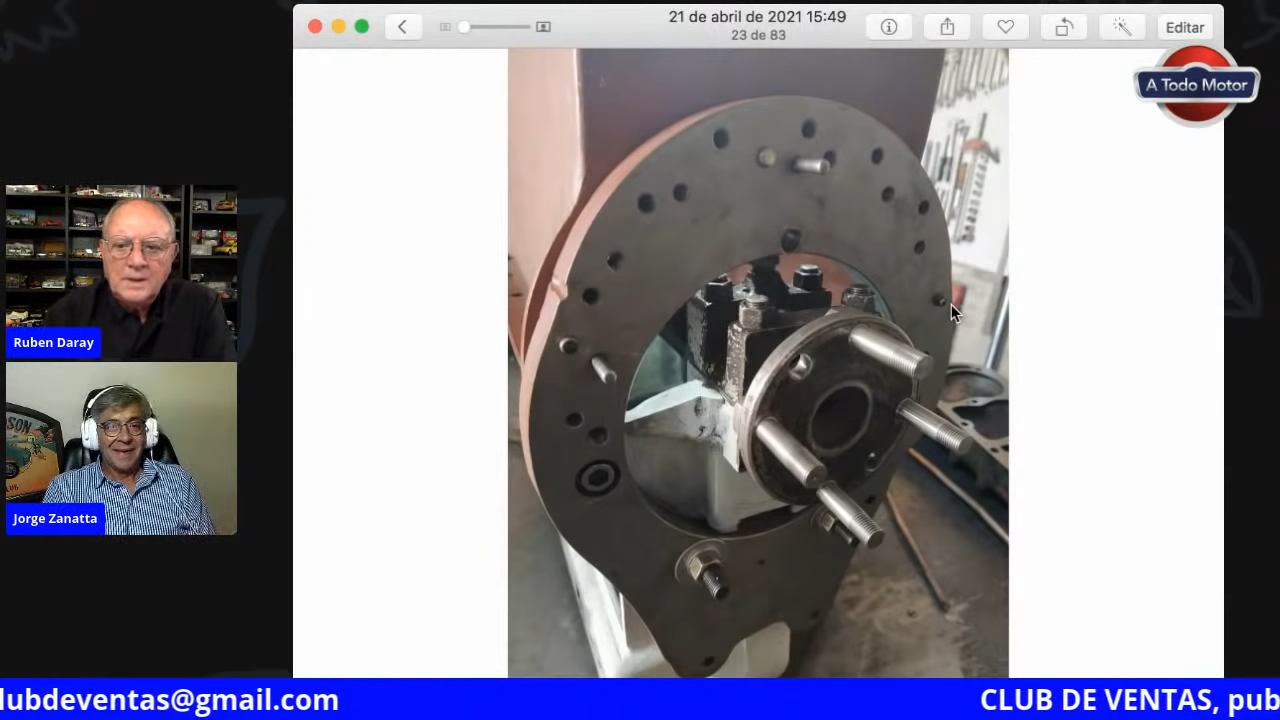 21 de abril de 2021 15:49
23 de 83
Editar
A Todo Motor
Ruben Daray
SON
Jorge Zanatta
lubdeventas@gmail.com
CLUB DE VENTAS, pub